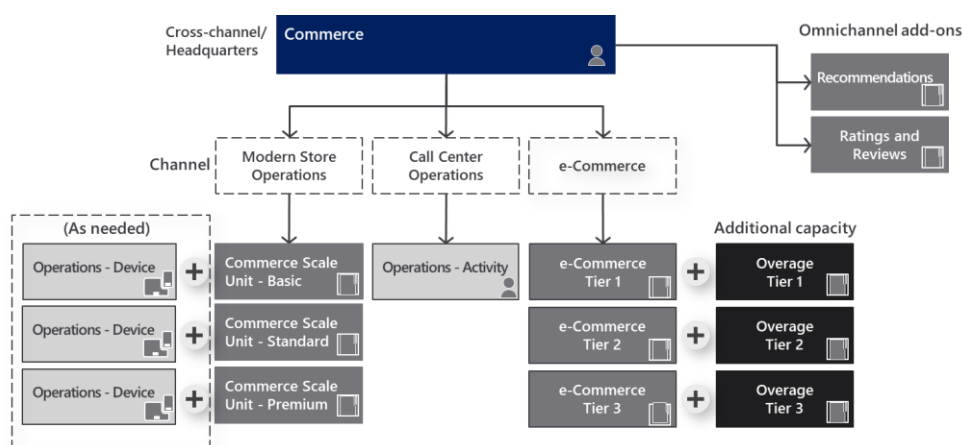 Cross-channel/
Headquarters
Commerce
Omnichannel add-ons
Recommendations
Ratings and
Reviews
Channel
Modern Store
Operations
Call Center
Operations
e-Commerce
(As needed)
Additional capacity
Operations - Device
+
Commerce Scale
Unit - Basic
Operations - Activity
e-Commerce
Tier 1
+
Overage
Tier 1
Operations - Device
+
Commerce Scale
Unit - Standard
e-Commerce
Tier 2
+
Overage
Tier 2
Operations - Device
+
Commerce Scale
Unit - Premium
e-Commerce
Tier 3
+
Overage
Tier 3